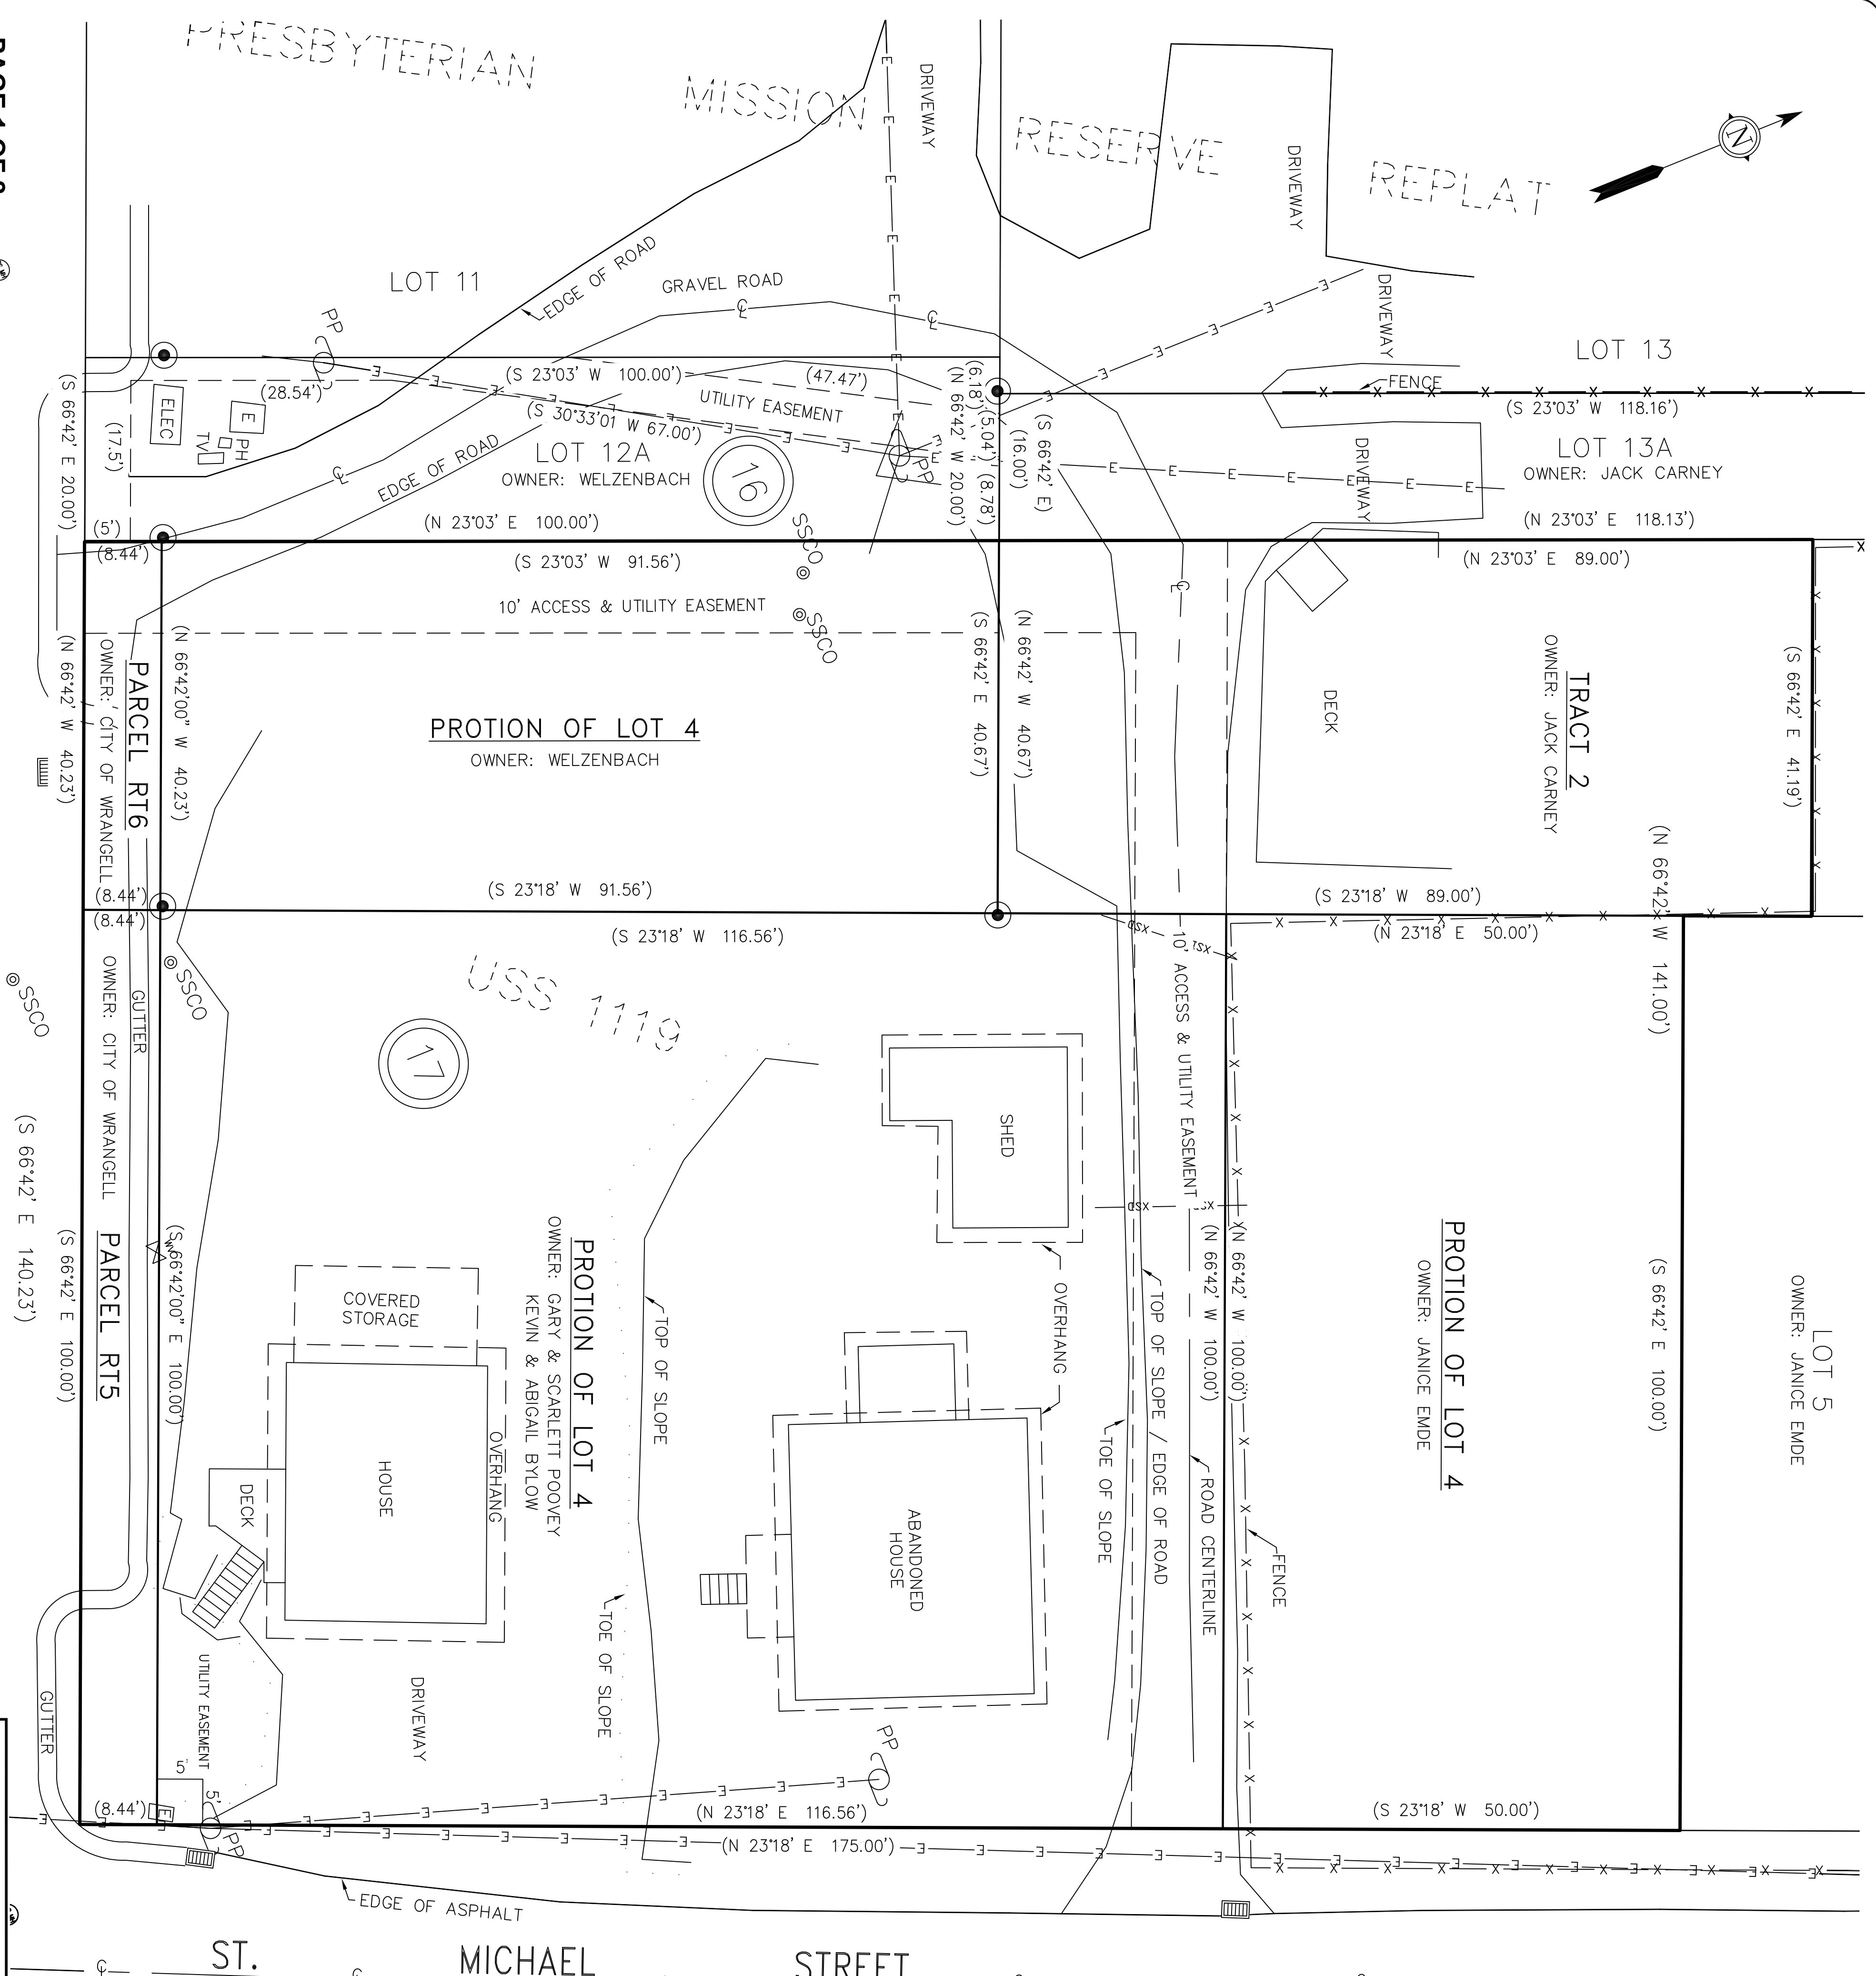 PRESBYTERIAN
MISSION
RESERVE
REPLAT
N
DRIVEWAY
DRIVEWAY
DRIVEWAY
LOT 11
EDGE OF ROAD
GRAVEL ROAD
LOT 13
FENCE
(S 23°03' W 118.16')
PP
(S 23°03' W 100.00')
(47.47')
(28.54')
UTILITY EASEMENT
(S 30°33'01 W 67.00')
(6.18')
(5.04')
(8.78')
(N 66°42' W 20.00')
(16.00')
(S 66°42' E)
ELEC
E
TV
PH
(17.5')
(S 66°42' E 20.00')
EDGE OF ROAD
LOT 12A
OWNER: WELZENBACH
16
PP
DRIVEWAY
LOT 13A
OWNER: JACK CARNEY
(5')
(N 23°03' E 100.00')
(N 23°03' E 118.13')
(8.44')
(S 23°03' W 91.56')
SSCO
(N 23°03' E 89.00')
10' ACCESS & UTILITY EASEMENT
SSCO
(N 66°42' W 40.23')
OWNER: CITY OF WRANGELL
PARCEL RT6
(N 66°42'00" W 40.23')
PROTION OF LOT 4
OWNER: WELZENBACH
(S 66°42' E 40.67')
(N 66°42' W 40.67')
DECK
TRACT 2
OWNER: JACK CARNEY
(S 66°42' E 41.19')
(N 66°42' W 141.00')
(8.44')
(8.44')
(S 23°18' W 91.56')
(S 23°18' W 89.00')
(S 23°18' W 116.56')
(N 23°18' E 50.00')
SSCO
SSCO
GUTTER
OWNER: CITY OF WRANGELL
PARCEL RT5
(S 66°42' E 140.23')
(S 66°42' E 100.00')
(S 66°42'00" E 100.00')
USS 1119
17
SHED
10' ACCESS & UTILITY EASEMENT
COVERED
STORAGE
HOUSE
DECK
OVERHANG
PROTION OF LOT 4
OWNER: GARY & SCARLETT POOVEY
KEVIN & ABIGAIL BYLOW
TOP OF SLOPE
TOE OF SLOPE
OVERHANG
ABANDONED
HOUSE
TOE OF SLOPE
TOP OF SLOPE / EDGE OF ROAD
ROAD CENTERLINE
(N 66°42' W 100.00')
(N 66°42' W 100.00')
FENCE
PROTION OF LOT 4
OWNER: JANICE EMDE
(S 66°42' E 100.00')
LOT 5
OWNER: JANICE EMDE
GUTTER
UTILITY EASEMENT
5'
5'
DRIVEWAY
PP
PP
E
(8.44')
(N 23°18' E 116.56')
(S 23°18' W 50.00')
(N 23°18' E 175.00')
EDGE OF ASPHALT
ST. MICHAEL STREET